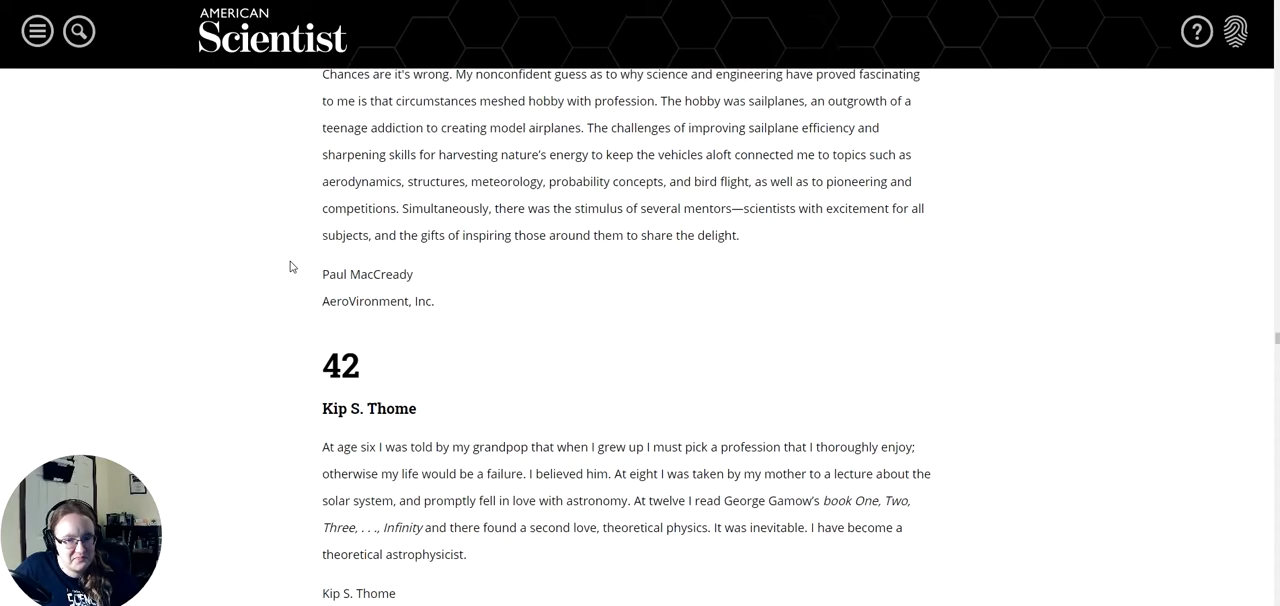 AMERICAN
Scientist
?
Chances are it's wrong. My nonconfident guess as to why science and engineering have proved fascinating
to me is that circumstances meshed hobby with profession. The hobby was sailplanes, an outgrowth of a
teenage addiction to creating model airplanes. The challenges of improving sailplane efficiency and
sharpening skills for harvesting nature's energy to keep the vehicles aloft connected me to topics such as
aerodynamics, structures, meteorology, probability concepts, and bird flight, as well as to pioneering and
competitions. Simultaneously, there was the stimulus of several mentors—scientists with excitement for all
subjects, and the gifts of inspiring those around them to share the delight.
Paul MacCready
AeroVironment, Inc.
42
Kip S. Thome
At age six I was told by my grandpop that when I grew up I must pick a profession that I thoroughly enjoy;
otherwise my life would be a failure. I believed him. At eight I was taken by my mother to a lecture about the
solar system, and promptly fell in love with astronomy. At twelve I read George Gamow's book One, Two,
Three, . . ., Infinity and there found a second love, theoretical physics. It was inevitable. I have become a
theoretical astrophysicist.
Kip S. Thome